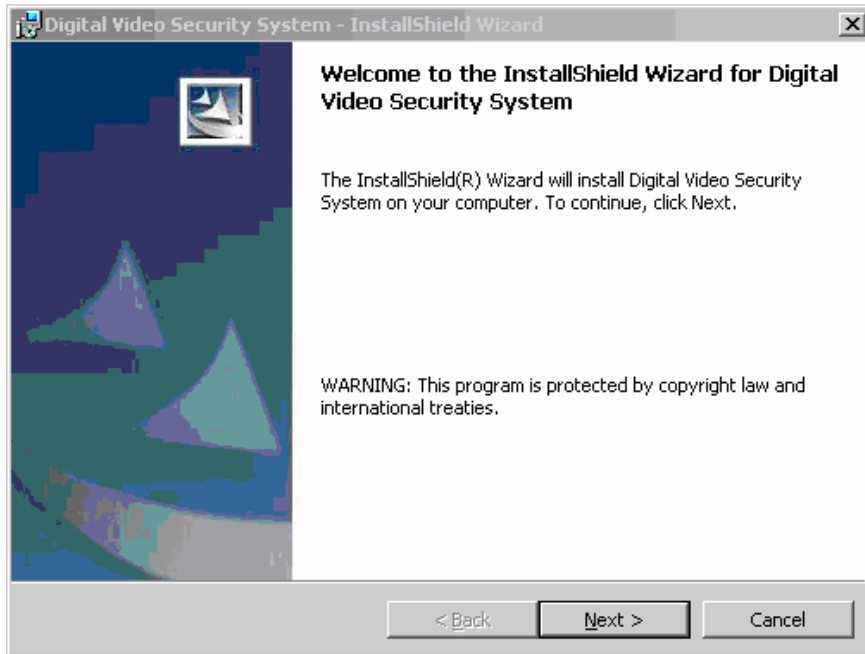 Digital Video Security System - InstallShield Wizard
Welcome to the InstallShield Wizard for Digital
Video Security System
The InstallShield(R) Wizard will install Digital Video Security
System on your computer. To continue, click Next.
WARNING: This program is protected by copyright law and
international treaties.
< Back
Next >
Cancel